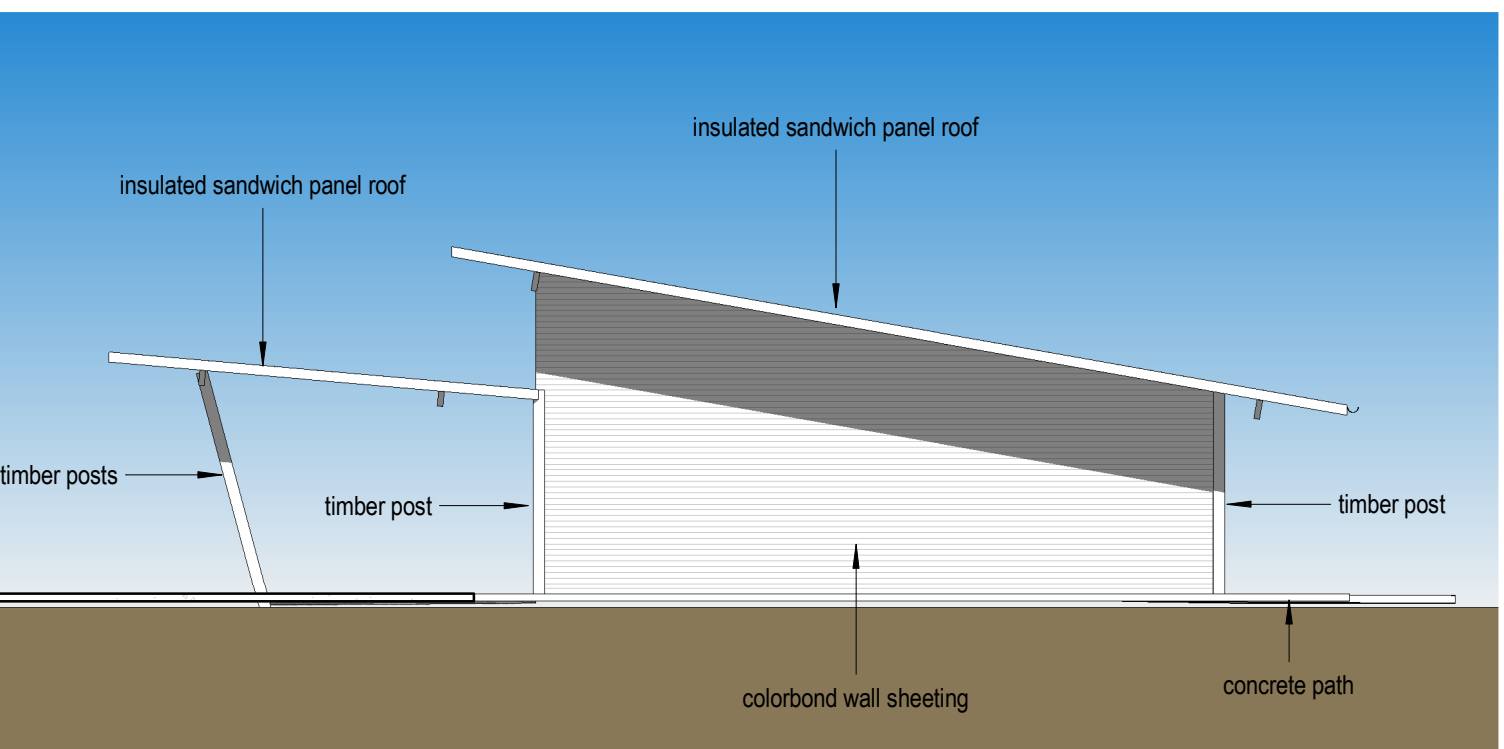 insulated sandwich panel roof
insulated sandwich panel roof
timber posts
timber post
timber post
colorbond wall sheeting
concrete path